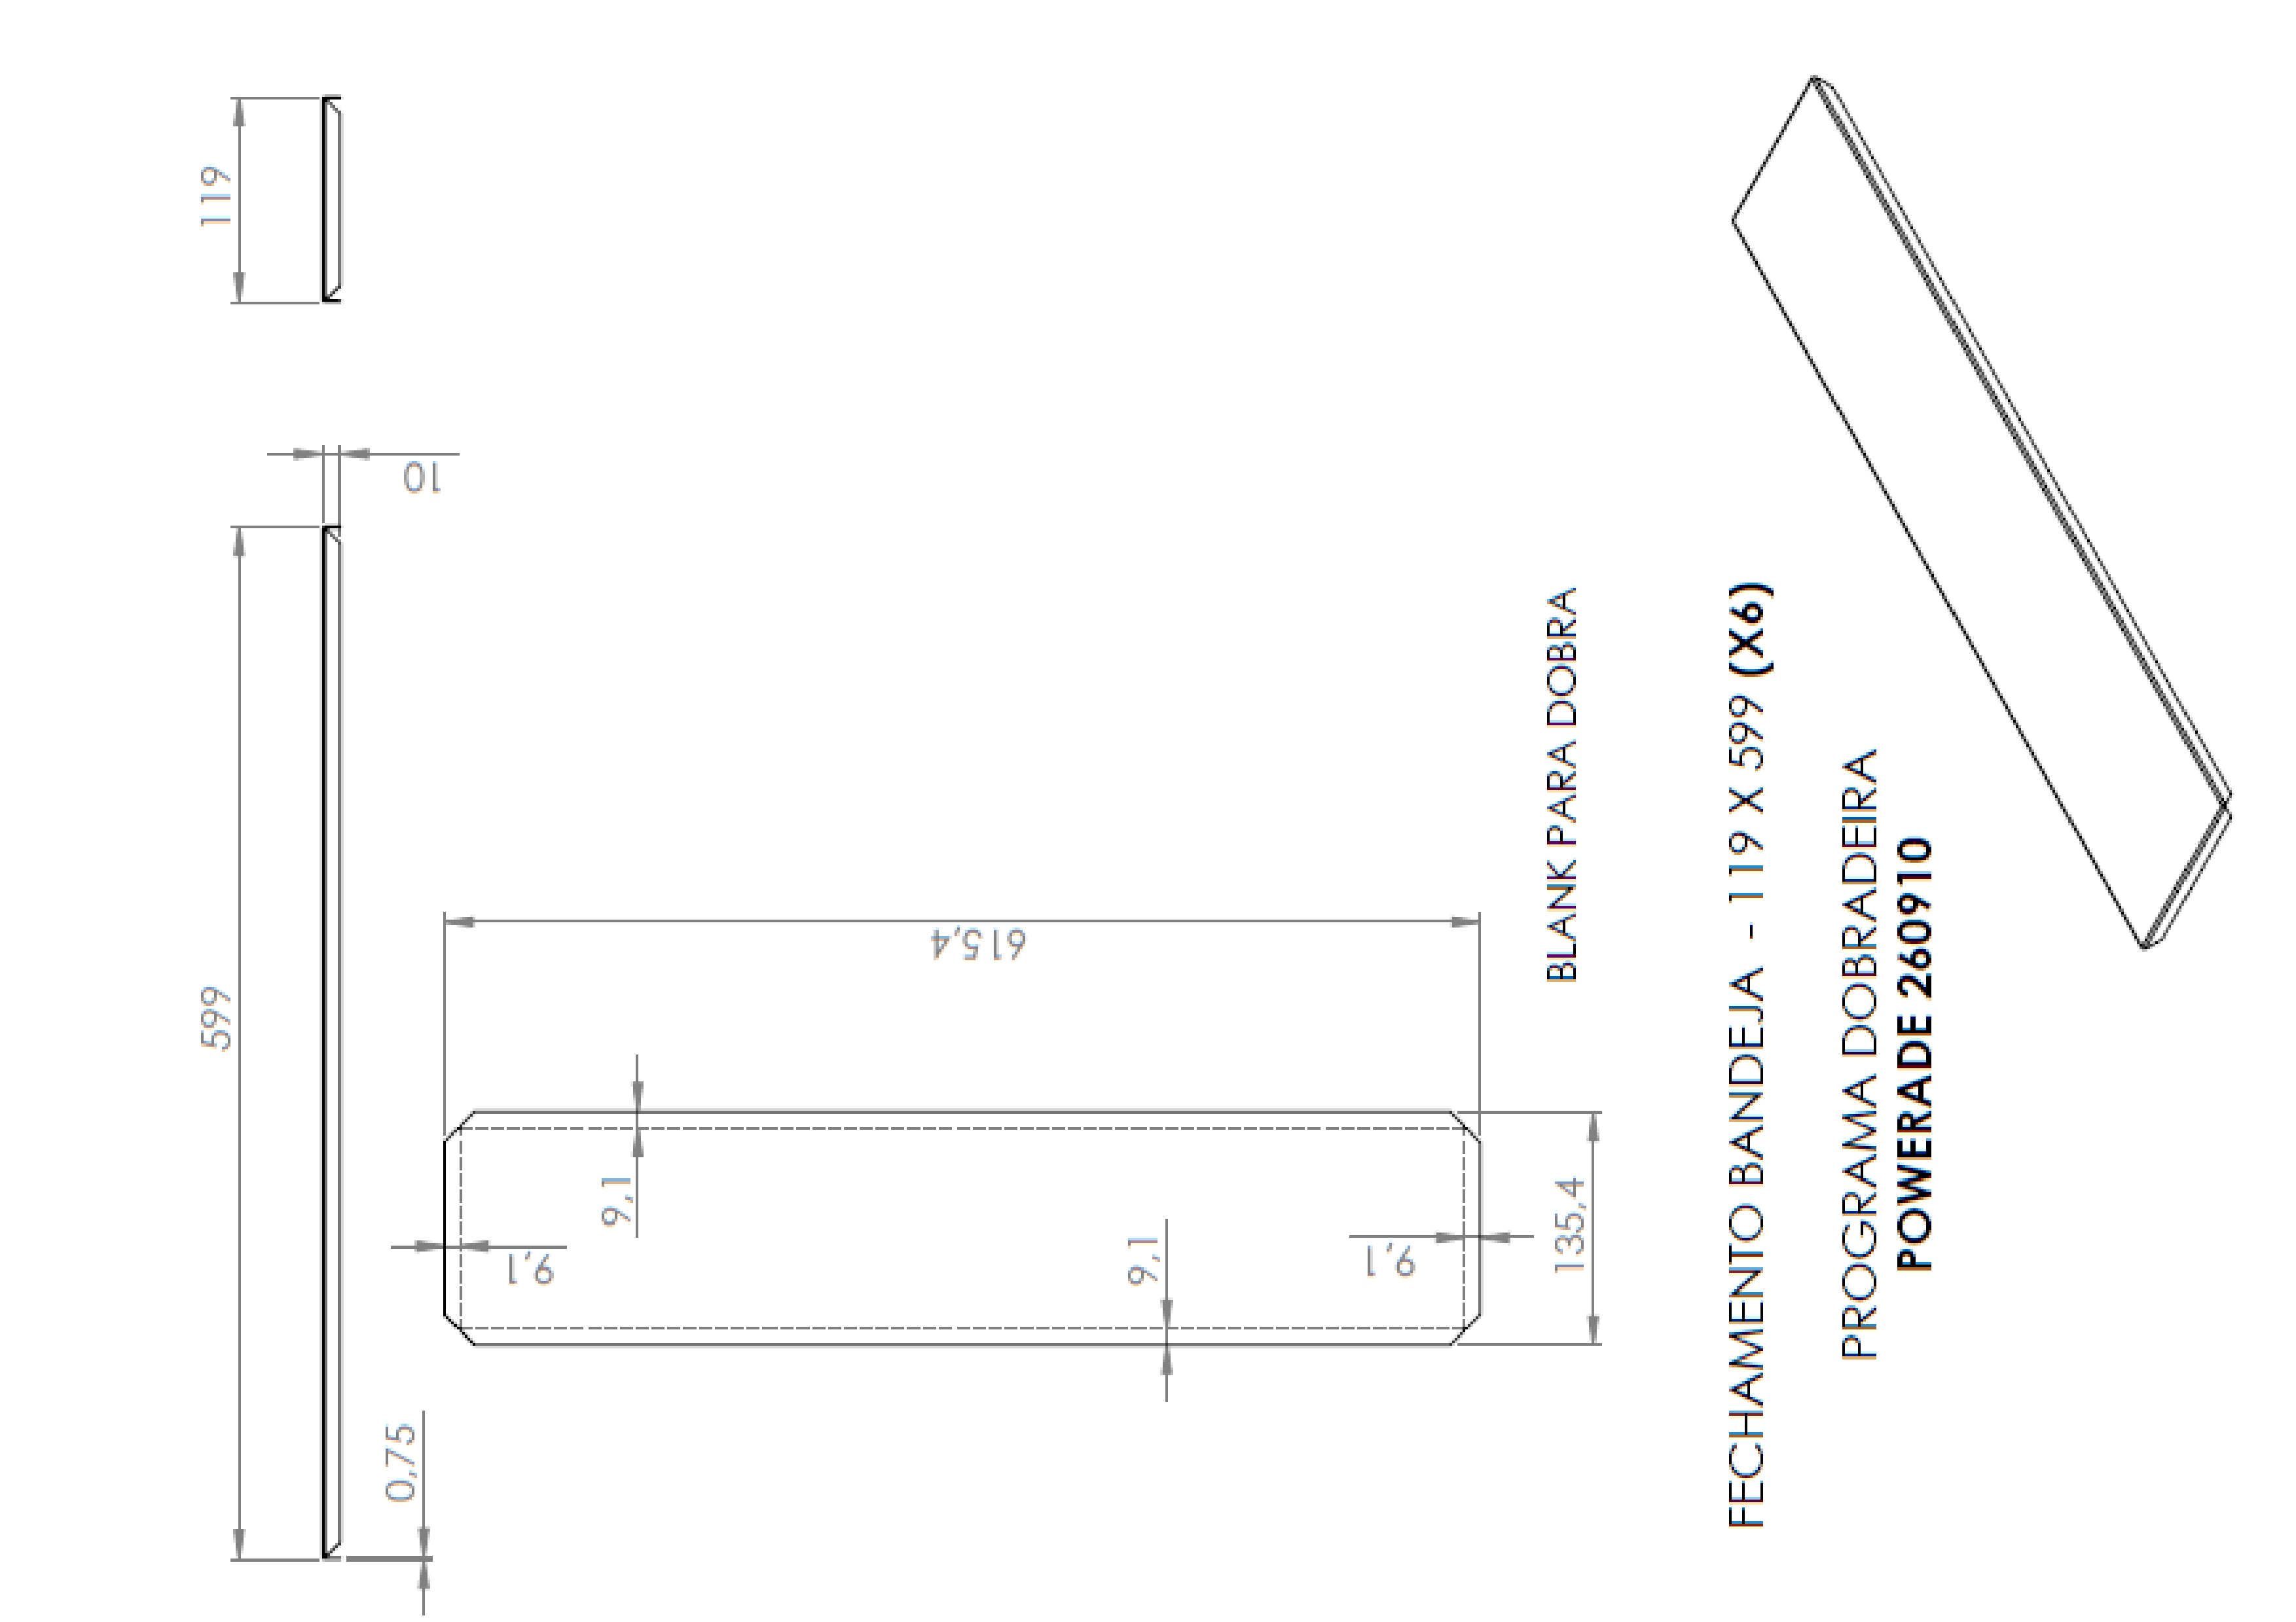 119
10
599
0,75
615,4
9,1
9,1
9,1
9,1
135,4
BLANK PARA DOBRA
FECHAMENTO BANDEJA - 119 X 599 (X6)
PROGRAMA DOBRADEIRA
POWERADE 260910